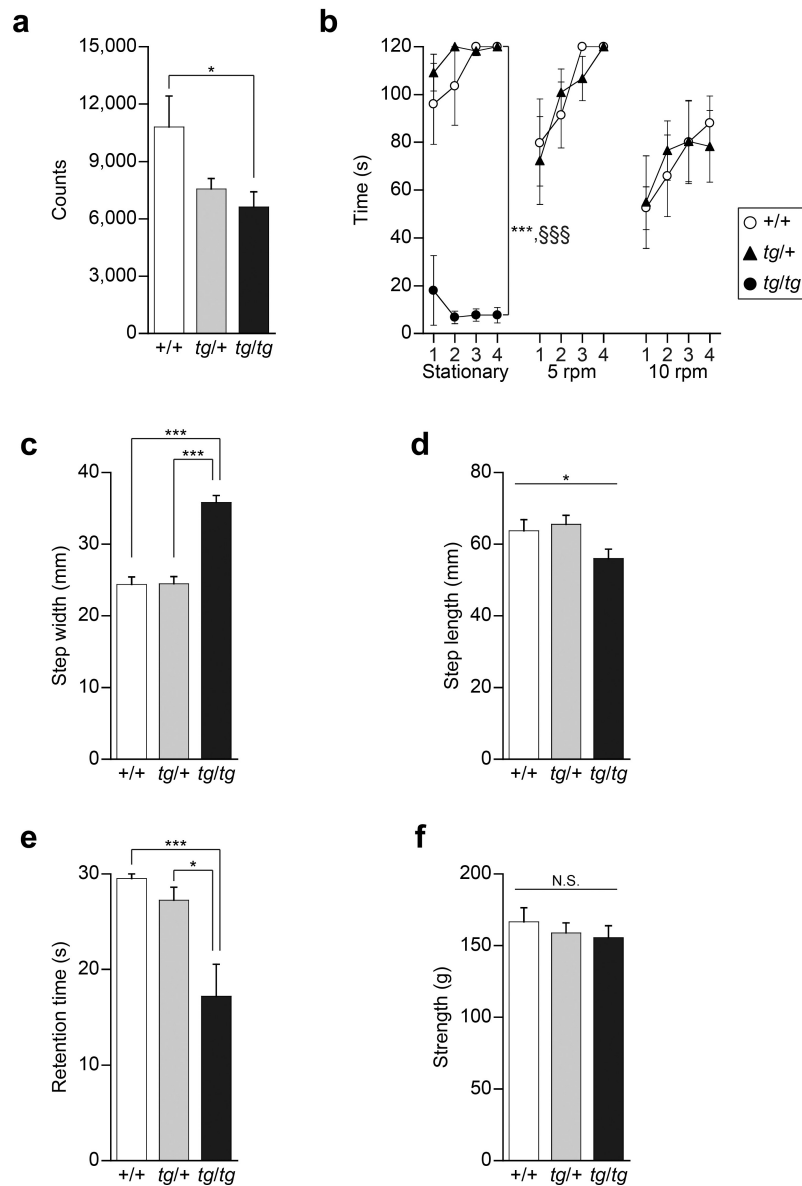 a
15,000
12,000
9,000
6,000
3,000
0
Counts
*
+/+ tg/+ tg/tg
b
120
100
80
60
40
20
0
Time (s)
***,§§§
1 2 3 4 1 2 3 4 1 2 3 4
Stationary 5 rpm 10 rpm
+/+
tg/+
tg/tg
c
40
30
20
10
0
Step width (mm)
***
***
+/+ tg/+ tg/tg
d
80
60
40
20
0
Step length (mm)
*
+/+ tg/+ tg/tg
e
30
20
10
0
Retention time (s)
***
*
+/+ tg/+ tg/tg
f
200
150
100
50
0
Strength (g)
N.S.
+/+ tg/+ tg/tg